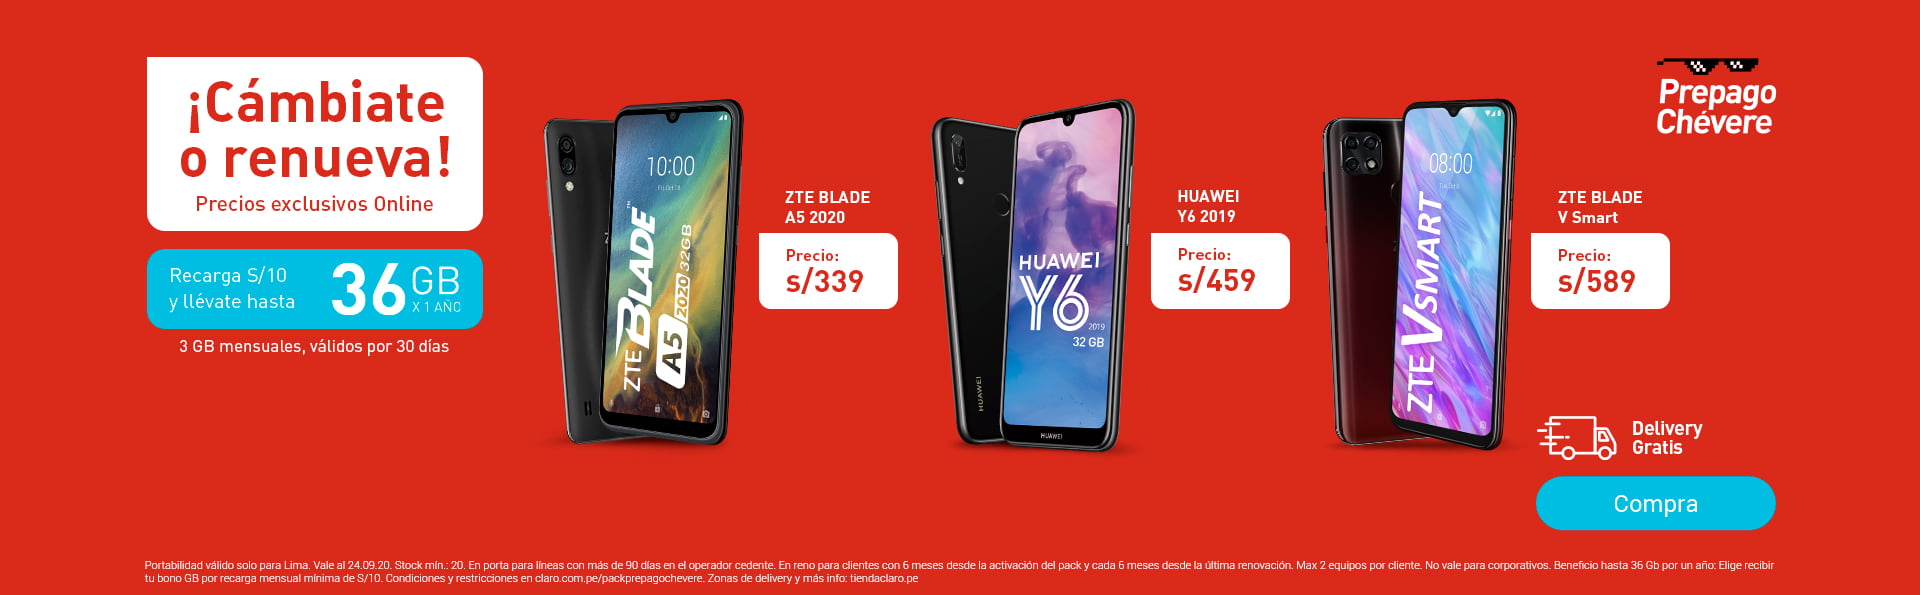 ¡Cámbiate
o renueva!
Precios exclusivos Online
Recarga S/10
y llévate hasta
36 GB
X 1 AÑO
3 GB mensuales, válidos por 30 días
10:00
Fri, Oct 18
ZTE BLADE™
A5 2020 32GB
ZTE BLADE
A5 2020
Precio:
s/339
HUAWEI
HUAWEI
Y6
2019
32 GB
HUAWEI
HUAWEI
Y6 2019
Precio:
s/459
08:00
ZTE V SMART
ZTE BLADE
V Smart
Precio:
s/589
Prepago
Chévere
Delivery
Gratis
Compra
Portabilidad válido solo para Lima. Vale al 24.09.20. Stock mín.: 20. En porta para líneas con más de 90 días en el operador cedente. En reno para clientes con 6 meses desde la activación del pack y cada 6 meses desde la última renovación. Max 2 equipos por cliente. No vale para corporativos. Beneficio hasta 36 Gb por un año: Elige recibir
tu bono GB por recarga mensual mínima de S/10. Condiciones y restricciones en claro.com.pe/packprepagochevere. Zonas de delivery y más info: tiendaclaro.pe